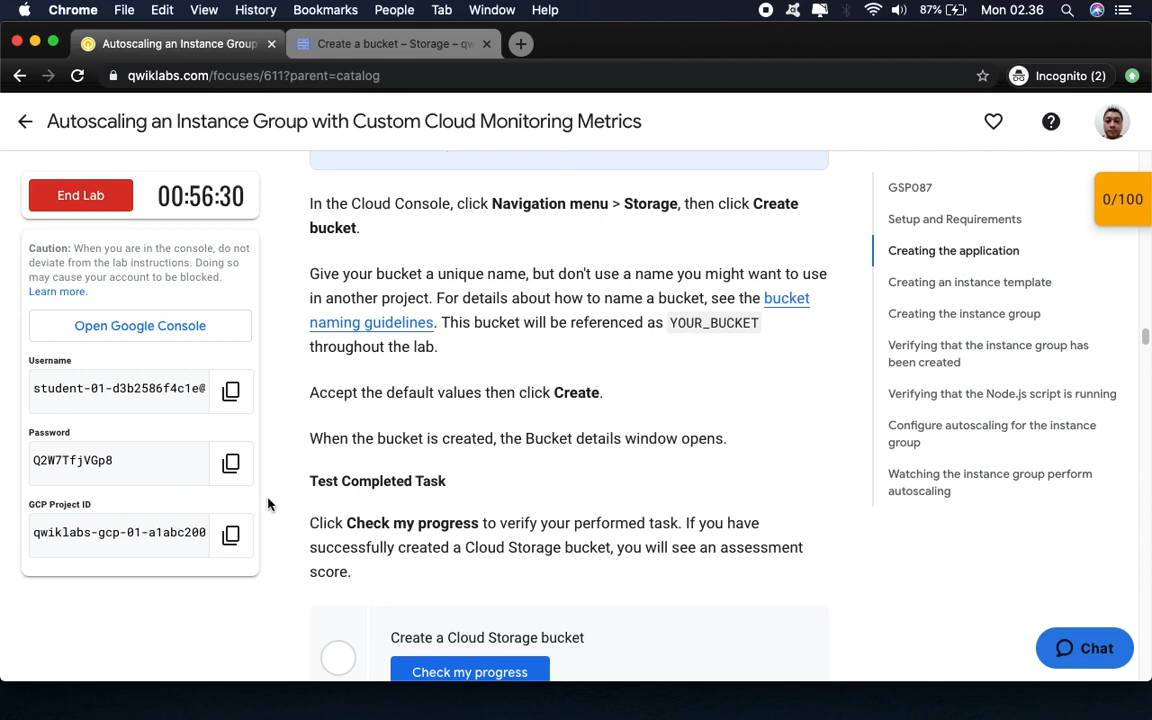 Chrome File Edit View History Bookmarks People Tab Window Help 87% Mon 02.36
Autoscaling an Instance Group Create a bucket – Storage – qw
qwiklabs.com/focuses/611?parent=catalog Incognito (2)
Autoscaling an Instance Group with Custom Cloud Monitoring Metrics
End Lab 00:56:30
Caution: When you are in the console, do not
deviate from the lab instructions. Doing so
may cause your account to be blocked.
Learn more.
Open Google Console
Username
student-01-d3b2586f4c1e@
Password
Q2W7TfjVGp8
GCP Project ID
qwiklabs-gcp-01-a1abc200
In the Cloud Console, click Navigation menu > Storage, then click Create
bucket.
Give your bucket a unique name, but don't use a name you might want to use
in another project. For details about how to name a bucket, see the bucket
naming guidelines. This bucket will be referenced as YOUR_BUCKET
throughout the lab.
Accept the default values then click Create.
When the bucket is created, the Bucket details window opens.
Test Completed Task
Click Check my progress to verify your performed task. If you have
successfully created a Cloud Storage bucket, you will see an assessment
score.
Create a Cloud Storage bucket
Check my progress
GSP087
Setup and Requirements
Creating the application
Creating an instance template
Creating the instance group
Verifying that the instance group has
been created
Verifying that the Node.js script is running
Configure autoscaling for the instance
group
Watching the instance group perform
autoscaling
0/100
Chat